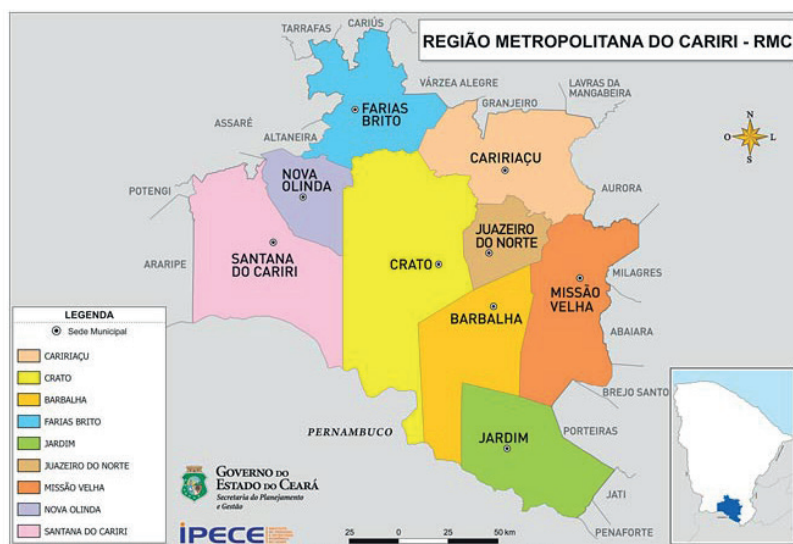 REGIÃO METROPOLITANA DO CARIRI - RMC
TARRAFAS
CARIÚS
VÁRZEA ALEGRE
LAVRAS DA
MANGABEIRA
GRANJEIRO
FARIAS
BRITO
ASSARÉ
ALTANEIRA
N
O
L
S
CARIRIAÇU
NOVA
OLINDA
POTENGI
AURORA
JUAZEIRO
DO NORTE
SANTANA
DO CARIRI
CRATO
ARARIPE
MISSÃO
VELHA
MILAGRES
BARBALHA
ABAIARA
BREJO SANTO
PERNAMBUCO
JARDIM
PORTEIRAS
JATI
PENAFORTE
LEGENDA
Sede Municipal
CARIRIAÇU
CRATO
BARBALHA
FARIAS BRITO
JARDIM
JUAZEIRO DO NORTE
MISSÃO VELHA
NOVA OLINDA
SANTANA DO CARIRI
GOVERNO DO
ESTADO DO CEARÁ
Secretaria do Planejamento
e Gestão
IPECE
25 0 25 50 km